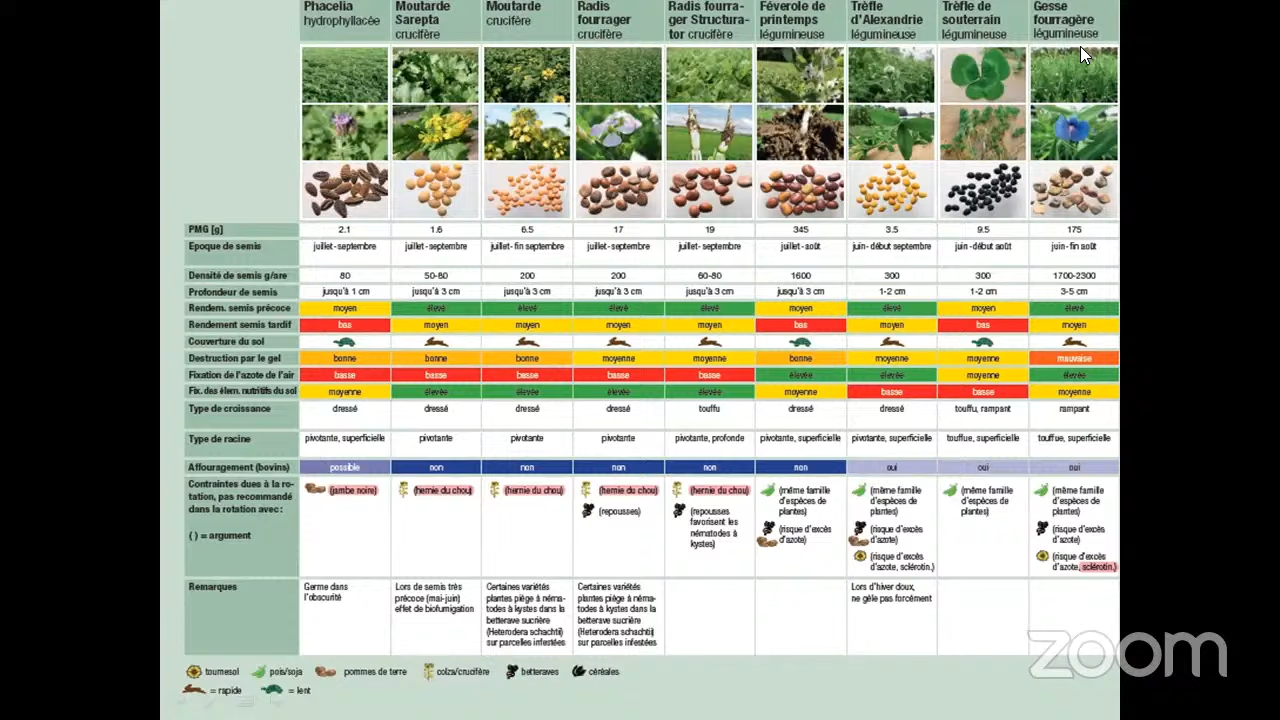 Phacelia
hydrophyllacée
Moutarde
Sarepta
crucifère
Moutarde
crucifère
Radis
fourrager
crucifère
Radis fourra-
ger Structura-
tor crucifère
Féverole de
printemps
légumineuse
Trèfle
d'Alexandrie
légumineuse
Trèfle de
souterrain
légumineuse
Gesse
fourragère
légumineuse
PMG [g] 2.1 1.6 6.5 17 19 345 3.5 9.5 175
Epoque de semis juillet-septembre juillet-septembre juillet-fin septembre juillet-septembre juillet-septembre juillet-août juin-début septembre juin-début août juin-fin août
Densité de semis g/are 80 50-80 200 200 60-80 1600 300 300 1700-2300
Profondeur de semis jusqu'à 1 cm jusqu'à 3 cm jusqu'à 3 cm jusqu'à 3 cm jusqu'à 3 cm jusqu'à 3 cm 1-2 cm 1-2 cm 3-5 cm
Rendem. semis précoce moyen élevé élevé élevé élevé moyen élevé moyen élevé
Rendement semis tardif bas moyen moyen moyen moyen bas moyen bas moyen
Couverture du sol
Destruction par le gel bonne bonne bonne moyenne moyenne bonne moyenne moyenne mauvaise
Fixation de l'azote de l'air basse basse basse basse basse élevée élevée moyenne élevée
Fix. des élem. nutritifs du sol moyenne élevée élevée élevée élevée moyenne basse basse moyenne
Type de croissance dressé dressé dressé dressé touffu dressé dressé touffu, rampant rampant
Type de racine pivotante, superficielle pivotante pivotante pivotante pivotante, profonde pivotante, superficielle pivotante, superficielle touffue, superficielle touffue, superficielle
Affouragement (bovins) possible non non non non non oui oui oui
Contraintes dues à la ro-
tation, pas recommandé
dans la rotation avec :
( ) = argument
(jambe noire)
(hernie du chou)
(hernie du chou)
(hernie du chou)
(repousses)
(hernie du chou)
(repousses
favorisent les
nématodes à
kystes)
(même famille
d'espèces de
plantes)
(risque d'excès
d'azote)
(même famille
d'espèces de
plantes)
(risque d'excès
d'azote)
(risque d'excès
d'azote, sclérotin.)
(même famille
d'espèces de
plantes)
(même famille
d'espèces de
plantes)
(risque d'excès
d'azote)
(risque d'excès
d'azote, sclérotin.)
Remarques
Germe dans
l'obscurité
Lors de semis très
précoce (mai-juin)
effet de biofumigation
Certaines variétés
plantes piège à néma-
todes à kystes dans la
betterave sucrière
(Heterodera schachtii)
sur parcelles infestées
Certaines variétés
plantes piège à néma-
todes à kystes dans la
betterave sucrière
(Heterodera schachtii)
sur parcelles infestées
Lors d'hiver doux,
ne gèle pas forcément
tournesol pois/soja pommes de terre colza/crucifère betteraves céréales
= rapide = lent
zoom